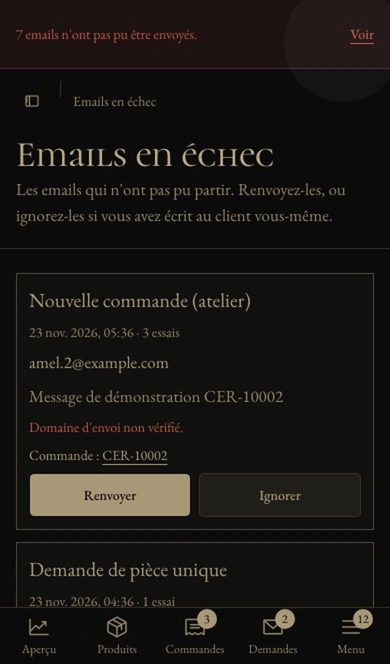 7 emails n'ont pas pu être envoyés.
Voir
Emails en échec
Emails en échec
Les emails qui n'ont pas pu partir. Renvoyez-les, ou
ignorez-les si vous avez écrit au client vous-même.
Nouvelle commande (atelier)
23 nov. 2026, 05:36 · 3 essais
amel.2@example.com
Message de démonstration CER-10002
Domaine d'envoi non vérifié.
Commande : CER-10002
Renvoyer
Ignorer
Demande de pièce unique
23 nov. 2026, 04:36 · 1 essai
3
2
12
Aperçu
Produits
Commandes
Demandes
Menu